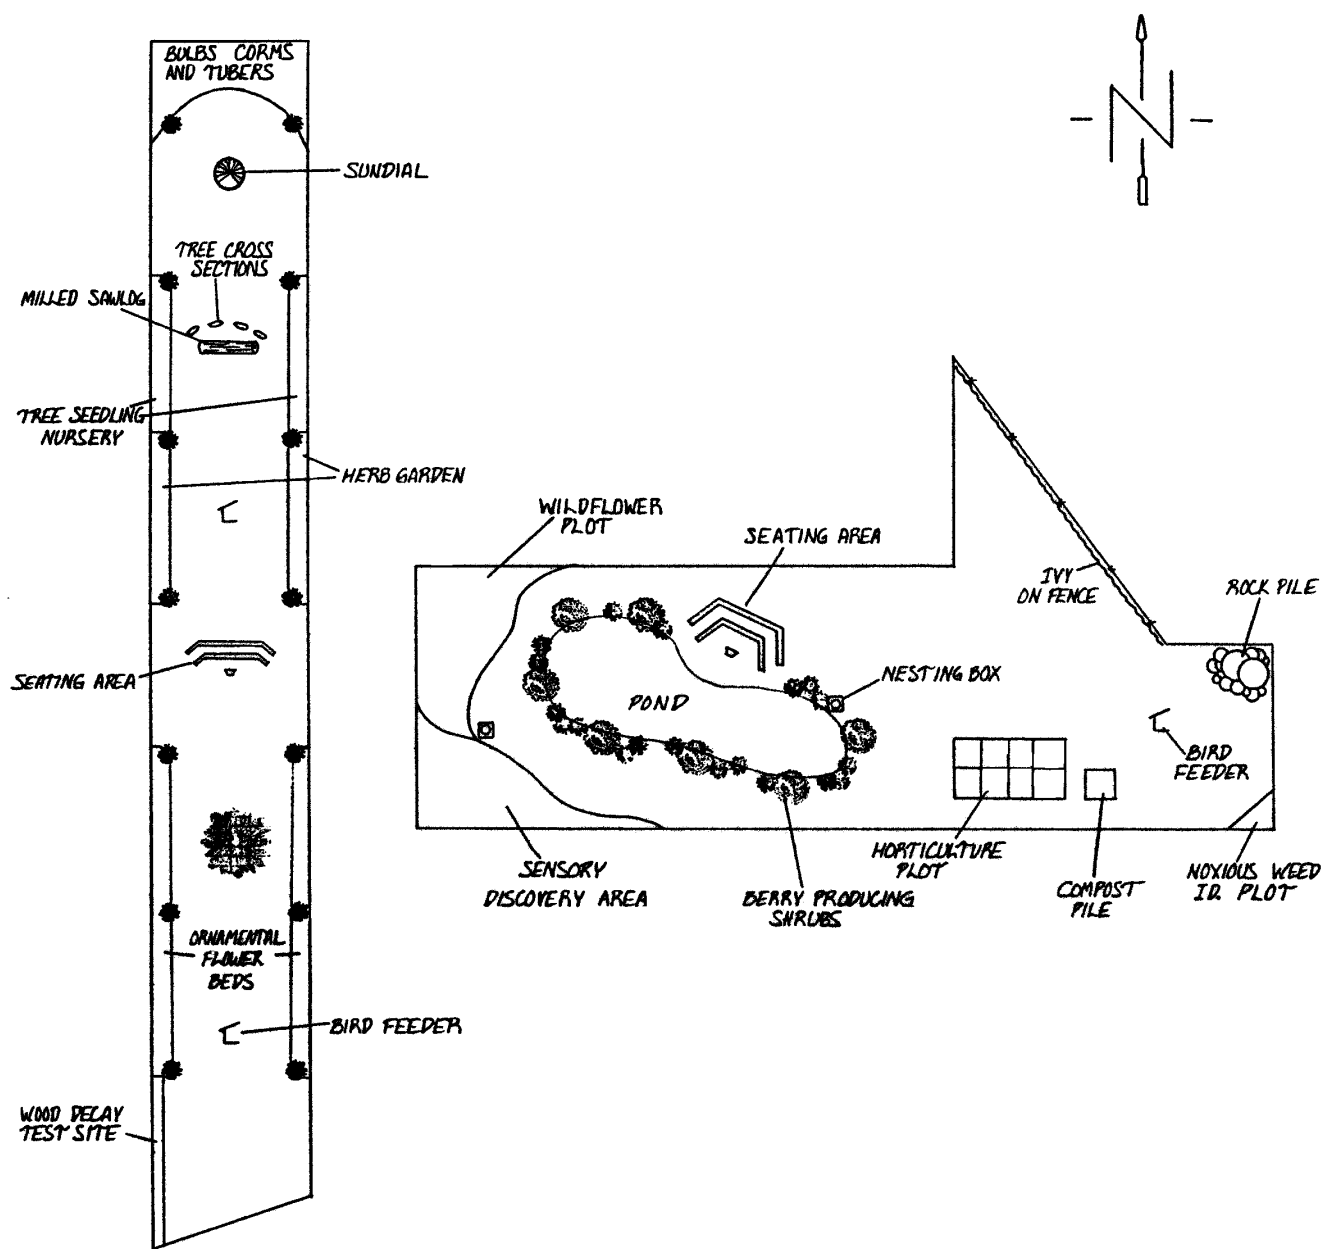 BULBS CORMS
AND TUBERS
N
SUNDIAL
TREE CROSS
SECTIONS
MILLED SAWLOG
TREE SEEDLING
NURSERY
HERB GARDEN
WILDFLOWER
PLOT
SEATING AREA
IVY
ON FENCE
ROCK PILE
SEATING AREA
NESTING BOX
POND
BIRD
FEEDER
HORTICULTURE
PLOT
SENSORY
DISCOVERY AREA
BERRY PRODUCING
SHRUBS
COMPOST
PILE
NOXIOUS WEED
I.D. PLOT
ORNAMENTAL
FLOWER
BEDS
BIRD FEEDER
WOOD DECAY
TEST SITE